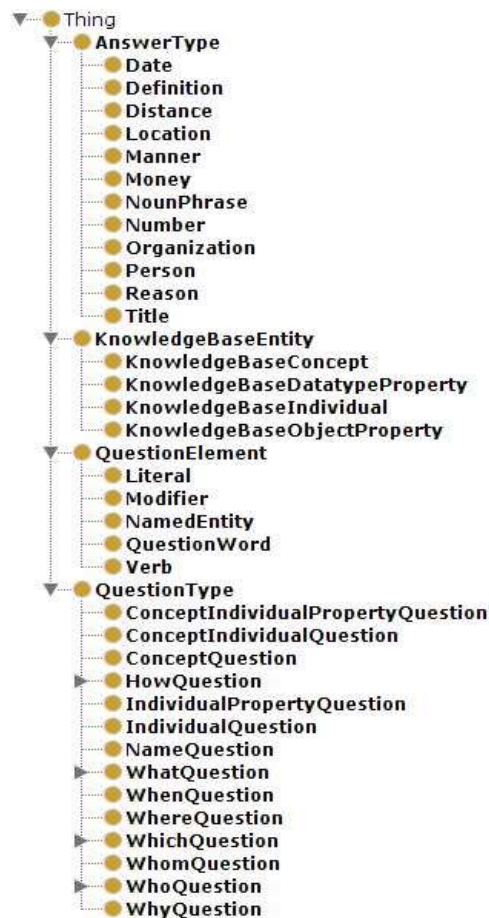 Thing
AnswerType
Date
Definition
Distance
Location
Manner
Money
NounPhrase
Number
Organization
Person
Reason
Title
KnowledgeBaseEntity
KnowledgeBaseConcept
KnowledgeBaseDatatypeProperty
KnowledgeBaseIndividual
KnowledgeBaseObjectProperty
QuestionElement
Literal
Modifier
NamedEntity
QuestionWord
Verb
QuestionType
ConceptIndividualPropertyQuestion
ConceptIndividualQuestion
ConceptQuestion
HowQuestion
IndividualPropertyQuestion
IndividualQuestion
NameQuestion
WhatQuestion
WhenQuestion
WhereQuestion
WhichQuestion
WhomQuestion
WhoQuestion
WhyQuestion